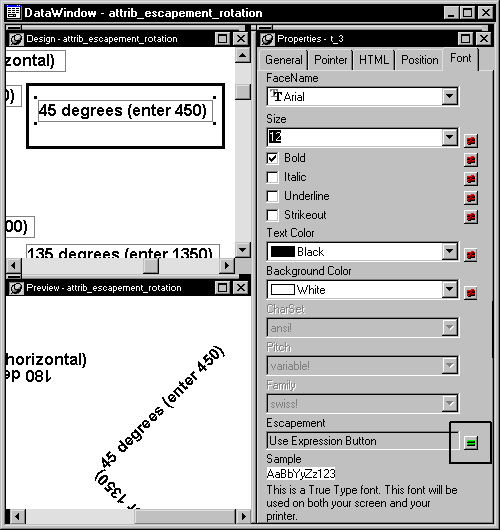 DataWindow - attrib_escapement_rotation
Design - attrib_escapement_rotation
izontal)
0)
45 degrees (enter 450)
00)
135 degrees (enter 1350)
Preview - attrib_escapement_rotation
horizontal)
180 de
45 degrees (enter 450)
r 1350)
Properties - t_3
General Pointer HTML Position Font
FaceName
Arial
Size
12
Bold
Italic
Underline
Strikeout
Text Color
Black
Background Color
White
CharSet
ansi!
Pitch
variable!
Family
swiss!
Escapement
Use Expression Button
Sample
AaBbYyZz123
This is a True Type font. This font will be
used on both your screen and your
printer.